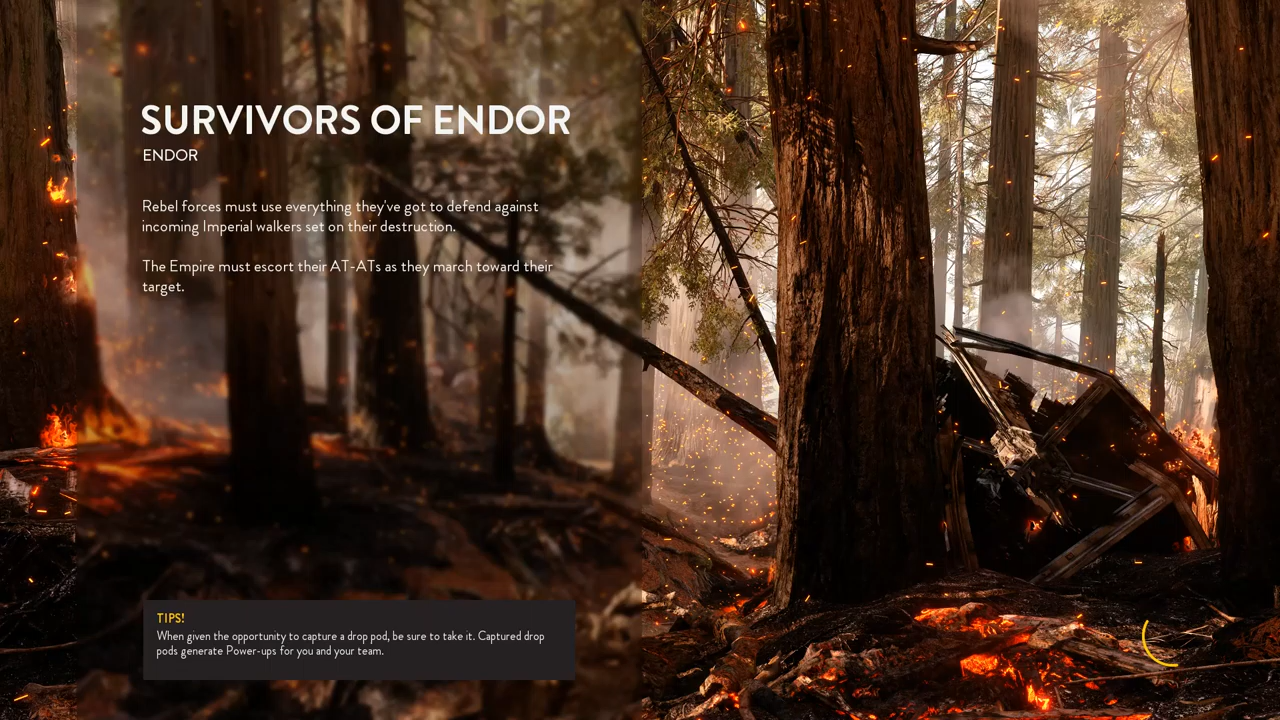 SURVIVORS OF ENDOR
ENDOR
Rebel forces must use everything they've got to defend against
incoming Imperial walkers set on their destruction.
The Empire must escort their AT-ATs as they march toward their
target.
TIPS!
When given the opportunity to capture a drop pod, be sure to take it. Captured drop
pods generate Power-ups for you and your team.